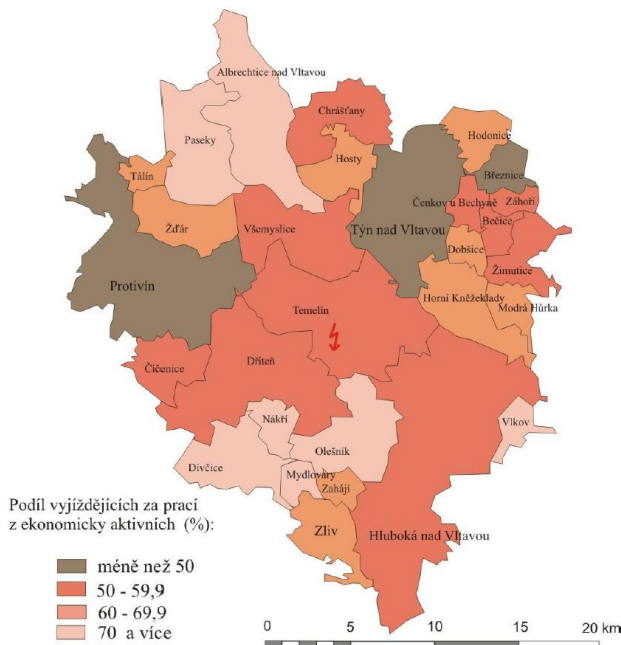 Albrechtice nad Vltavou
Chrášťany
Paseky
Hosty
Hodonice
Březnice
Tálín
Čenkov u Bechyně
Záhoří
Žďár
Všemyslice
Týn nad Vltavou
Bečice
Dobšice
Žimutice
Protivín
Temelín
Horní Kněžeklady
Modrá Hůrka
Číčenice
Dříteň
Nákří
Olešník
Vlkov
Dívčice
Mydlovary
Zahájí
Zliv
Hluboká nad Vltavou
Podíl vyjíždějících za prací
z ekonomicky aktivních (%):
méně než 50
50 - 59,9
60 - 69,9
70 a více
0 5 10 15 20 km